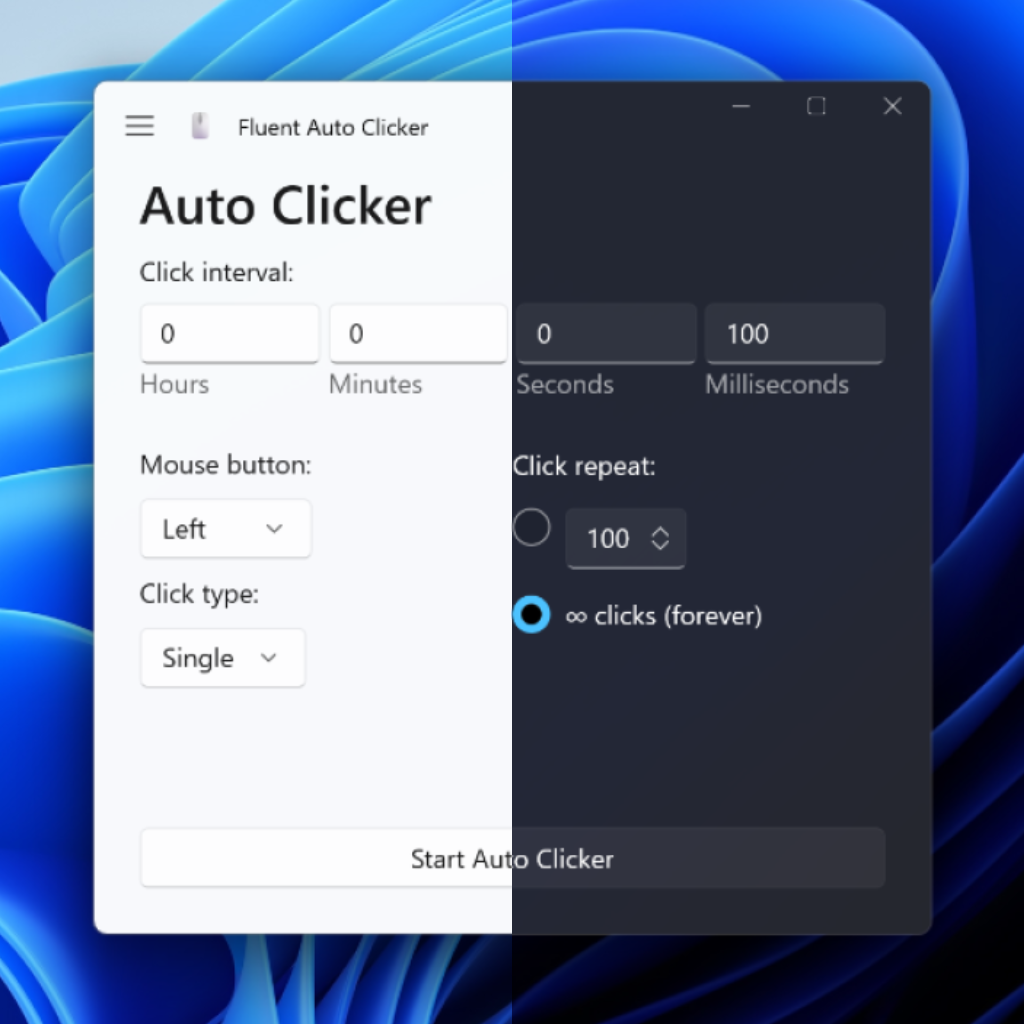 Fluent Auto Clicker
Auto Clicker
Click interval:
0 0 0 100
Hours Minutes Seconds Milliseconds
Mouse button: Click repeat:
Left 100
Click type: ∞ clicks (forever)
Single
Start Auto Clicker